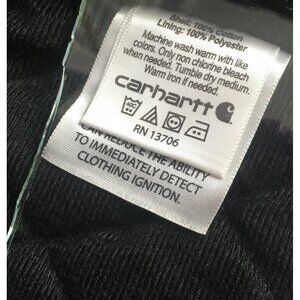 Shell: 100% Cotton
Lining: 100% Polyester
Machine wash warm with like
colors. Only non chlorine bleach
when needed. Tumble dry medium.
Warm iron if needed.
carhartt
RN 13706
CAN REDUCE THE ABILITY
TO IMMEDIATELY DETECT
CLOTHING IGNITION.